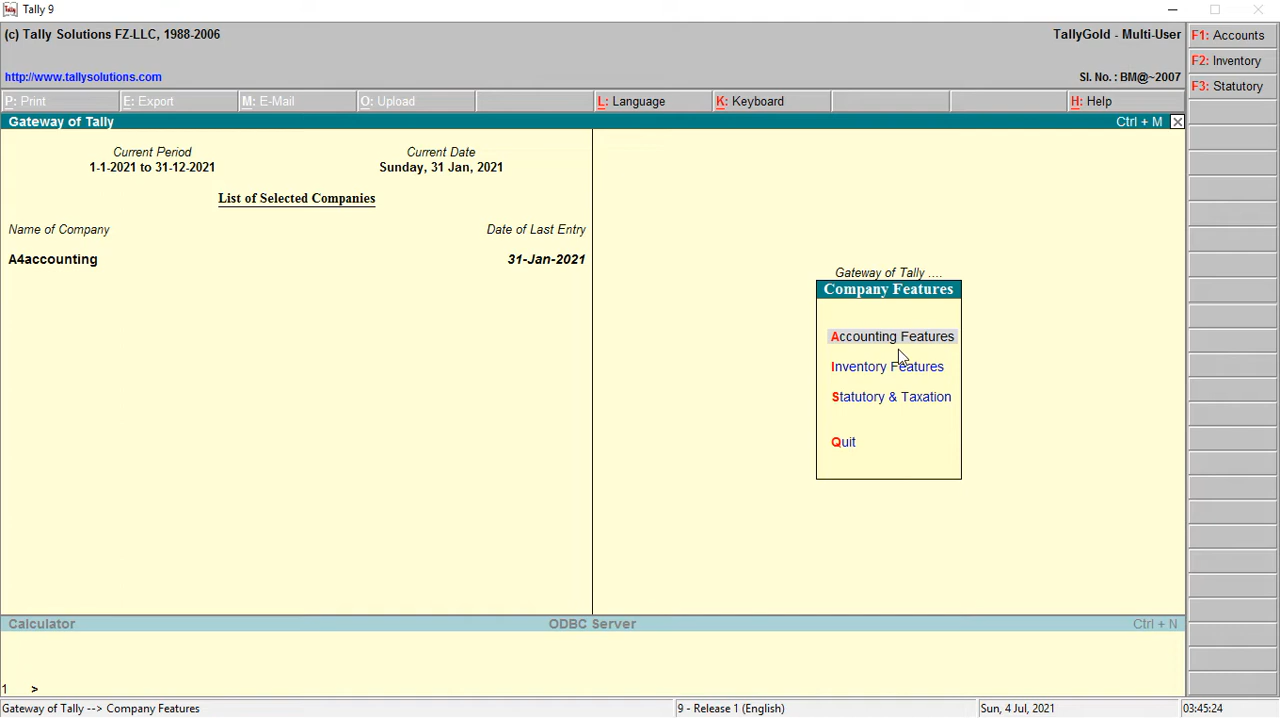 Tally 9
(c) Tally Solutions FZ-LLC, 1988-2006
TallyGold - Multi-User
http://www.tallysolutions.com
Sl. No. : BM@~2007
P: Print
E: Export
M: E-Mail
O: Upload
L: Language
K: Keyboard
H: Help
F1: Accounts
F2: Inventory
F3: Statutory
Gateway of Tally
Ctrl + M
Current Period
1-1-2021 to 31-12-2021
Current Date
Sunday, 31 Jan, 2021
List of Selected Companies
Name of Company
Date of Last Entry
A4accounting
31-Jan-2021
Gateway of Tally ....
Company Features
Accounting Features
Inventory Features
Statutory & Taxation
Quit
Calculator
ODBC Server
Ctrl + N
1 >
Gateway of Tally --> Company Features
9 - Release 1 (English)
Sun, 4 Jul, 2021
03:45:24